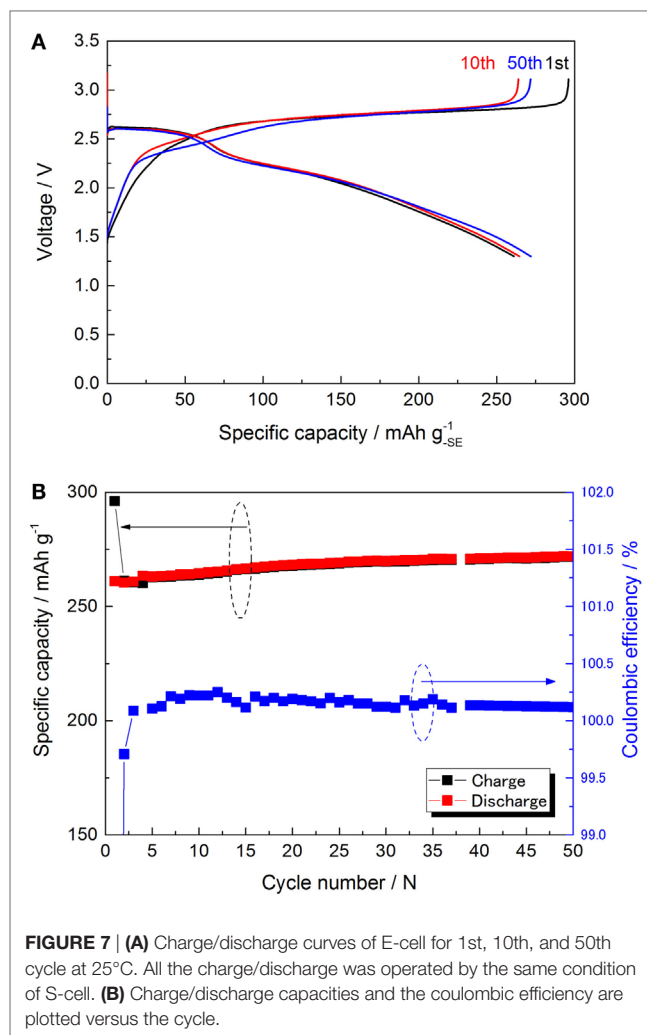 A
3.5
3.0
2.5
2.0
1.5
1.0
0.5
0.0
Voltage / V
10th 50th 1st
0 50 100 150 200 250 300
Specific capacity / mAh g-1-SE
B
300
250
200
150
Specific capacity / mAh g-1
102.0
101.5
101.0
100.5
100.0
99.5
99.0
Coulombic efficiency / %
Charge
Discharge
0 5 10 15 20 25 30 35 40 45 50
Cycle number / N
FIGURE 7 | (A) Charge/discharge curves of E-cell for 1st, 10th, and 50th
cycle at 25°C. All the charge/discharge was operated by the same condition
of S-cell. (B) Charge/discharge capacities and the coulombic efficiency are
plotted versus the cycle.